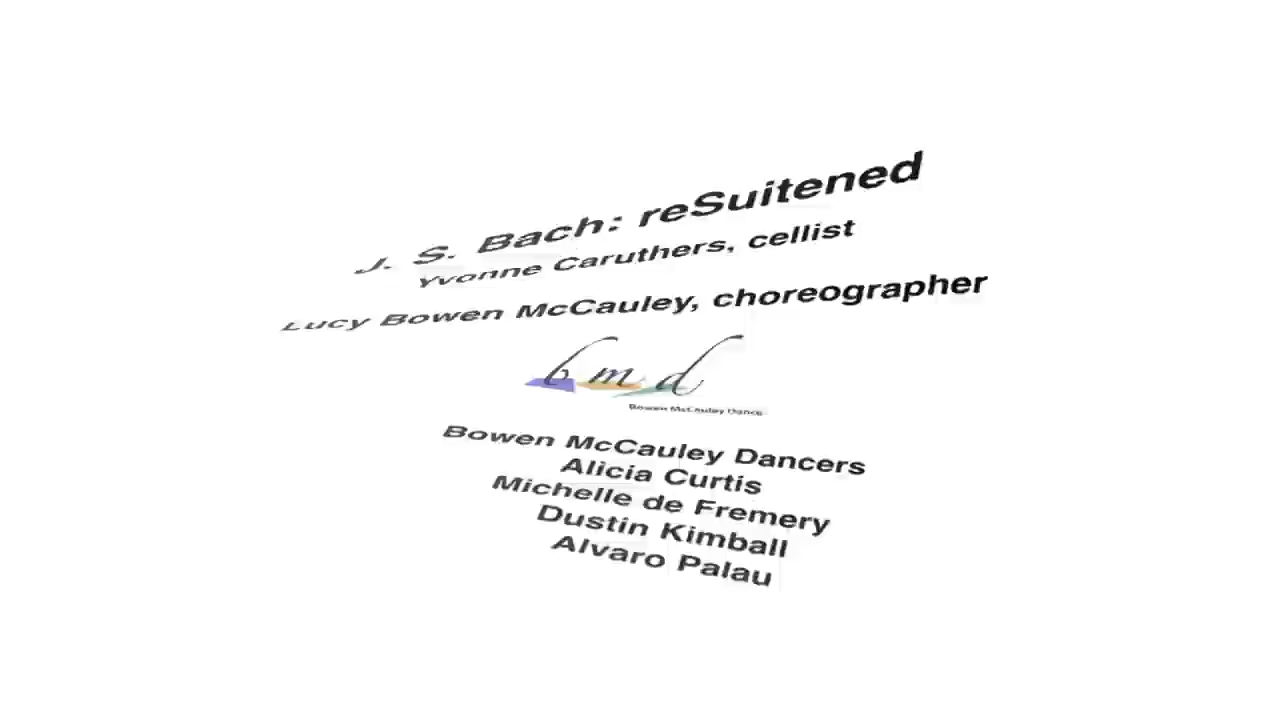 J. S. Bach: reSuitened
Yvonne Caruthers, cellist
Lucy Bowen McCauley, choreographer
bmd
Bowen McCauley Dance
Bowen McCauley Dancers
Alicia Curtis
Michelle de Fremery
Dustin Kimball
Alvaro Palau